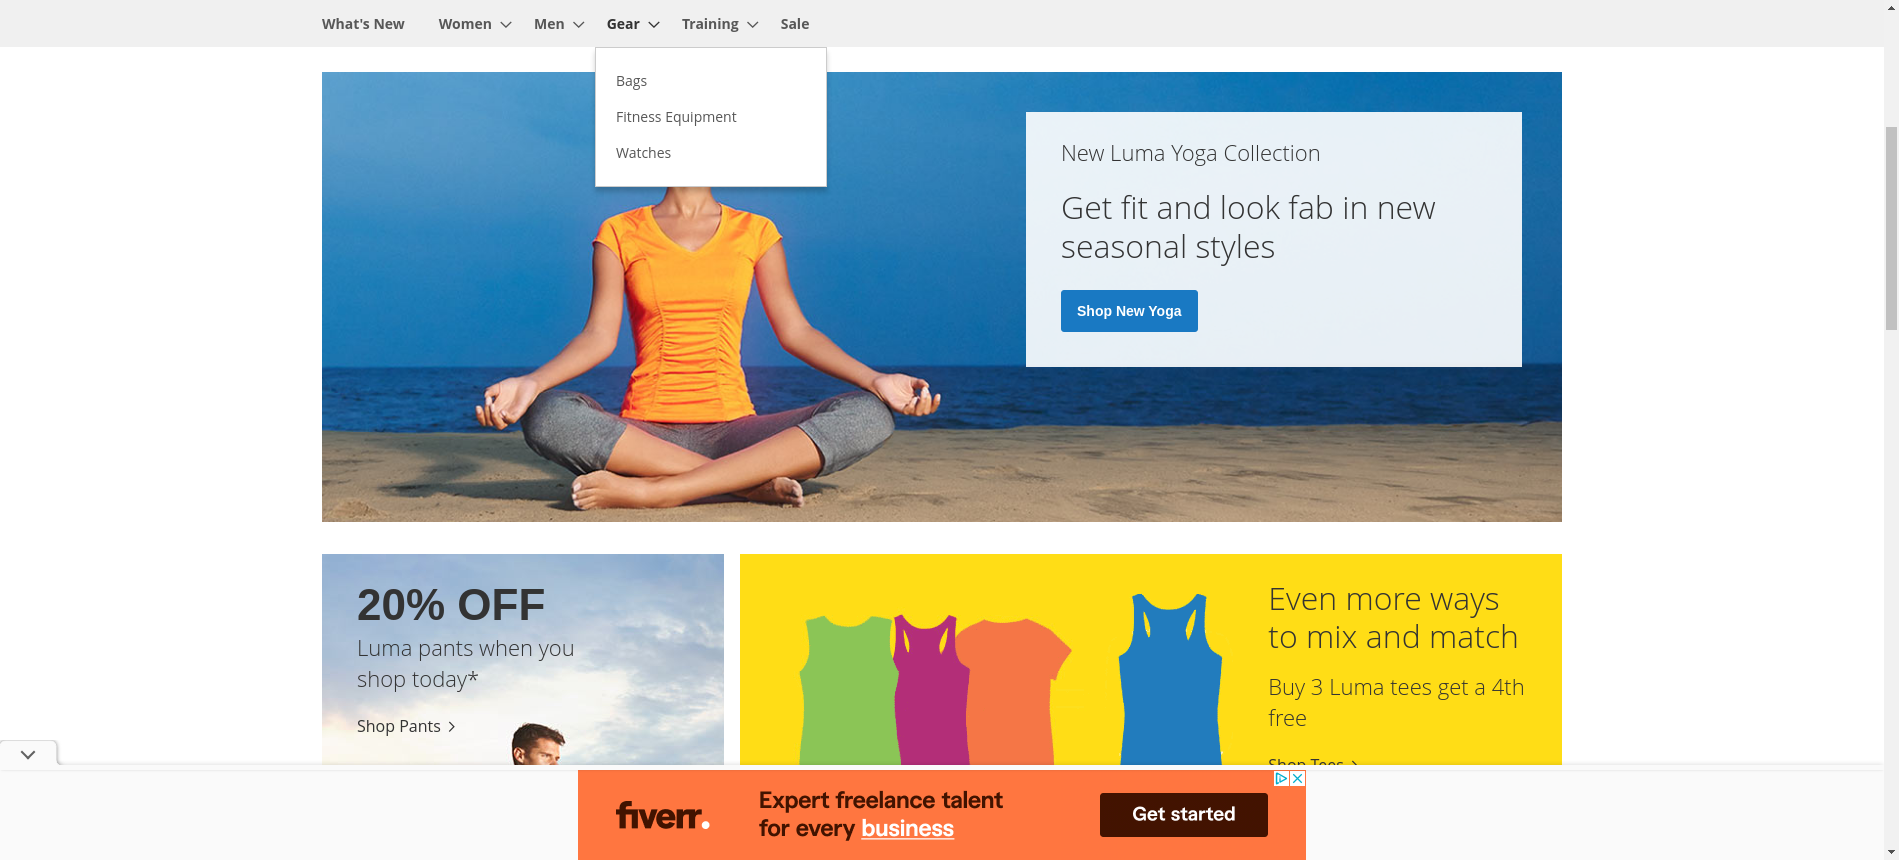 What's New
Women
Men
Gear
Training
Sale
Bags
Fitness Equipment
Watches
New Luma Yoga Collection
Get fit and look fab in new
seasonal styles
Shop New Yoga
20% OFF
Luma pants when you
shop today*
Shop Pants
Even more ways
to mix and match
Buy 3 Luma tees get a 4th
free
Shop Tees
fiverr.
Expert freelance talent
for every business
Get started